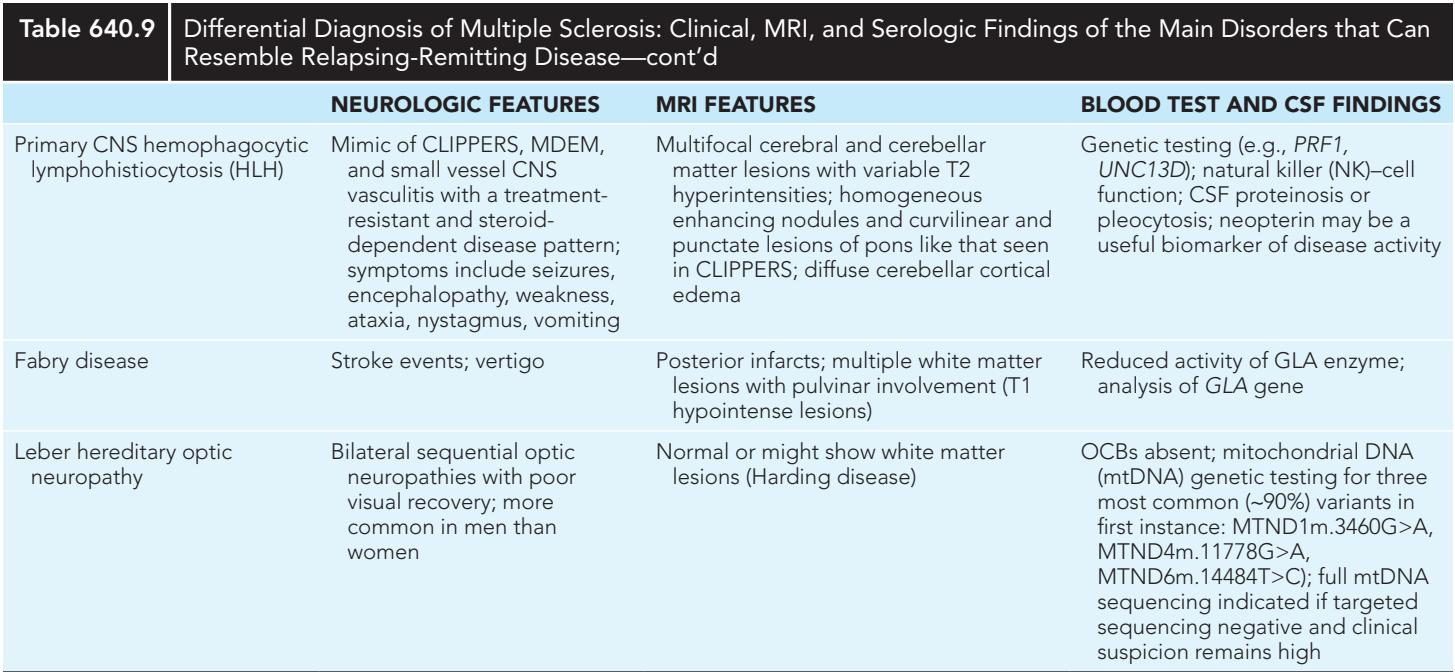 Table 640.9
Differential Diagnosis of Multiple Sclerosis: Clinical, MRI, and Serologic Findings of the Main Disorders that Can
Resemble Relapsing-Remitting Disease—cont'd
NEUROLOGIC FEATURES
MRI FEATURES
BLOOD TEST AND CSF FINDINGS
Primary CNS hemophagocytic
lymphohistiocytosis (HLH)
Mimic of CLIPPERS, MDEM,
and small vessel CNS
vasculitis with a treatment-
resistant and steroid-
dependent disease pattern;
symptoms include seizures,
encephalopathy, weakness,
ataxia, nystagmus, vomiting
Multifocal cerebral and cerebellar
matter lesions with variable T2
hyperintensities; homogeneous
enhancing nodules and curvilinear and
punctate lesions of pons like that seen
in CLIPPERS; diffuse cerebellar cortical
edema
Genetic testing (e.g., PRF1,
UNC13D); natural killer (NK)–cell
function; CSF proteinosis or
pleocytosis; neopterin may be a
useful biomarker of disease activity
Fabry disease
Stroke events; vertigo
Posterior infarcts; multiple white matter
lesions with pulvinar involvement (T1
hypointense lesions)
Reduced activity of GLA enzyme;
analysis of GLA gene
Leber hereditary optic
neuropathy
Bilateral sequential optic
neuropathies with poor
visual recovery; more
common in men than
women
Normal or might show white matter
lesions (Harding disease)
OCBs absent; mitochondrial DNA
(mtDNA) genetic testing for three
most common (~90%) variants in
first instance: MTND1m.3460G>A,
MTND4m.11778G>A,
MTND6m.14484T>C); full mtDNA
sequencing indicated if targeted
sequencing negative and clinical
suspicion remains high